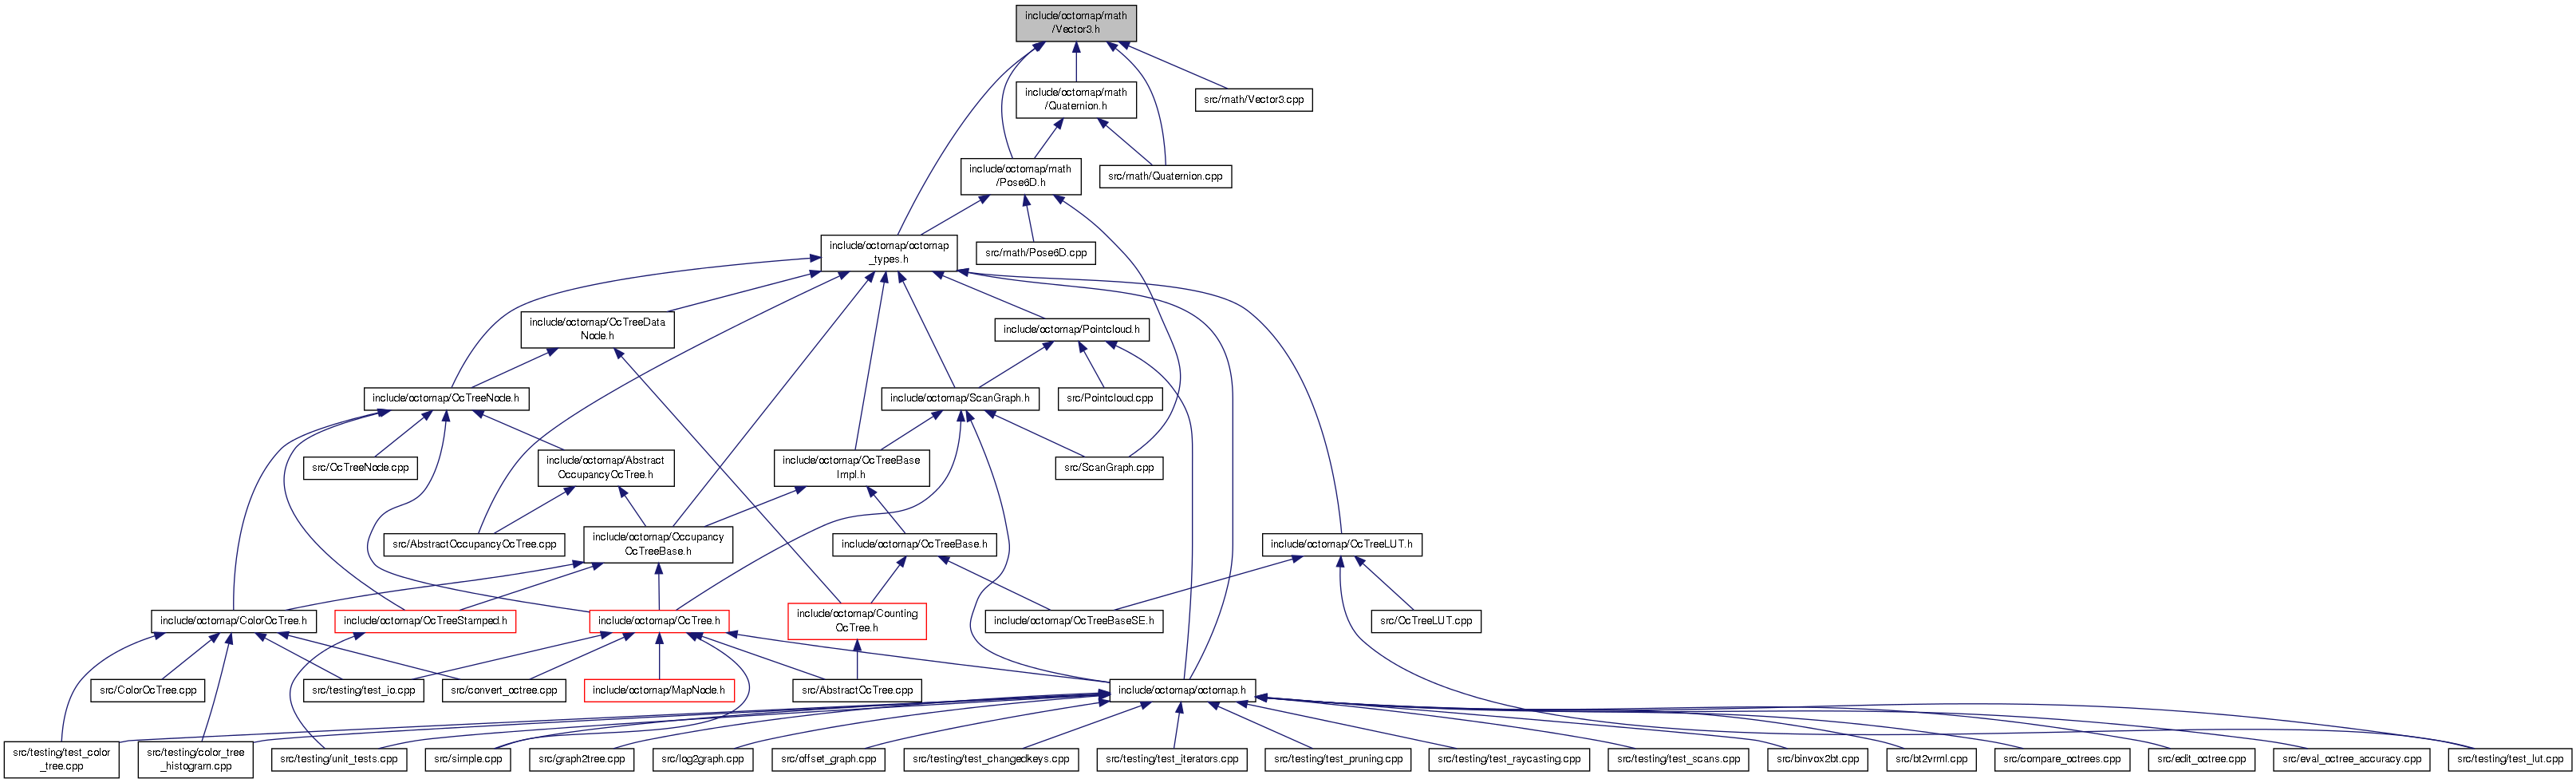 include/octomap/math
/Vector3.h
include/octomap/math
/Quaternion.h
src/math/Vector3.cpp
include/octomap/math
/Pose6D.h
src/math/Quaternion.cpp
include/octomap/octomap
_types.h
src/math/Pose6D.cpp
include/octomap/OcTreeData
Node.h
include/octomap/Pointcloud.h
include/octomap/OcTreeNode.h
include/octomap/ScanGraph.h
src/Pointcloud.cpp
src/OcTreeNode.cpp
include/octomap/Abstract
OccupancyOcTree.h
include/octomap/OcTreeBase
Impl.h
src/ScanGraph.cpp
src/AbstractOccupancyOcTree.cpp
include/octomap/Occupancy
OcTreeBase.h
include/octomap/OcTreeBase.h
include/octomap/OcTreeLUT.h
include/octomap/ColorOcTree.h
include/octomap/OcTreeStamped.h
include/octomap/OcTree.h
include/octomap/Counting
OcTree.h
include/octomap/OcTreeBaseSE.h
src/OcTreeLUT.cpp
src/ColorOcTree.cpp
src/testing/test_io.cpp
src/convert_octree.cpp
include/octomap/MapNode.h
src/AbstractOcTree.cpp
include/octomap/octomap.h
src/testing/test_color
_tree.cpp
src/testing/color_tree
_histogram.cpp
src/testing/unit_tests.cpp
src/simple.cpp
src/graph2tree.cpp
src/log2graph.cpp
src/offset_graph.cpp
src/testing/test_changedkeys.cpp
src/testing/test_iterators.cpp
src/testing/test_pruning.cpp
src/testing/test_raycasting.cpp
src/testing/test_scans.cpp
src/binvox2bt.cpp
src/bt2vrml.cpp
src/compare_octrees.cpp
src/edit_octree.cpp
src/eval_octree_accuracy.cpp
src/testing/test_lut.cpp